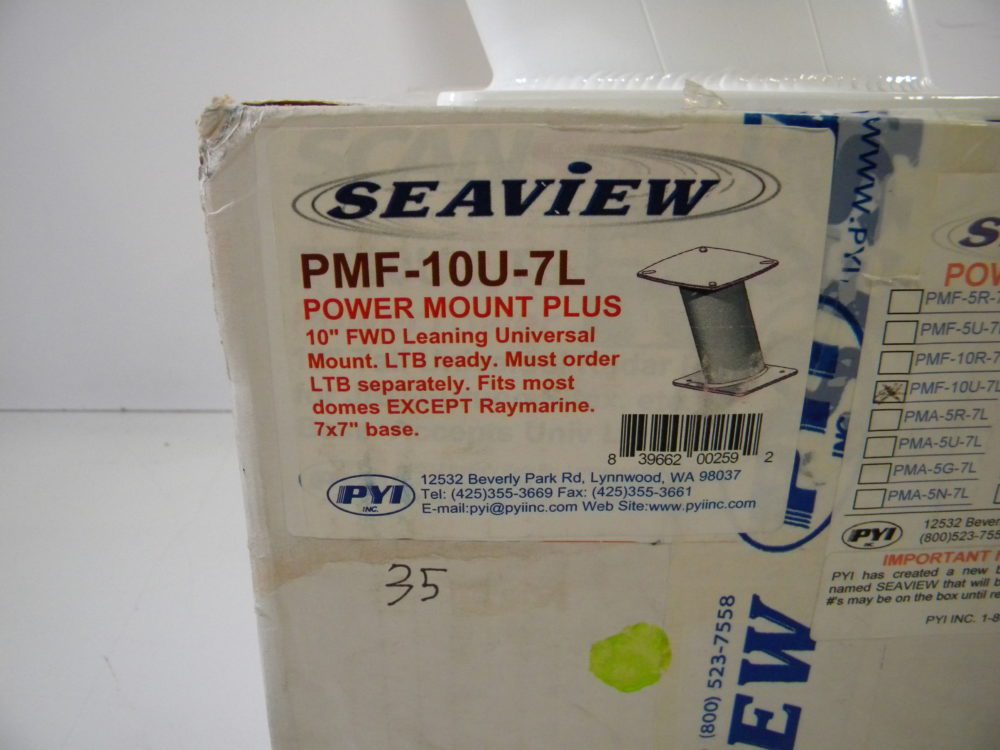 SEAVIEW
PMF-10U-7L
POWER MOUNT PLUS
10" FWD Leaning Universal
Mount. LTB ready. Must order
LTB separately. Fits most
domes EXCEPT Raymarine.
7x7" base.
8 39662 00259 2
PYI INC.
12532 Beverly Park Rd, Lynnwood, WA 98037
Tel: (425)355-3669 Fax: (425)355-3661
E-mail:pyi@pyiinc.com Web Site:www.pyiinc.com
35
www.PYI
(800) 523-7558
EW
S
POW
PMF-5R-7
PMF-5U-7
PMF-10R-7
PMF-10U-7L
PMA-5R-7L
PMA-5U-7L
PMA-5G-7L
PMA-5N-7L
PYI INC
12532 Beverly
(800)523-755
IMPORTANT
PYI has created a new
named SEAVIEW that will b
#'s may be on the box until re
PYI INC. 1-8